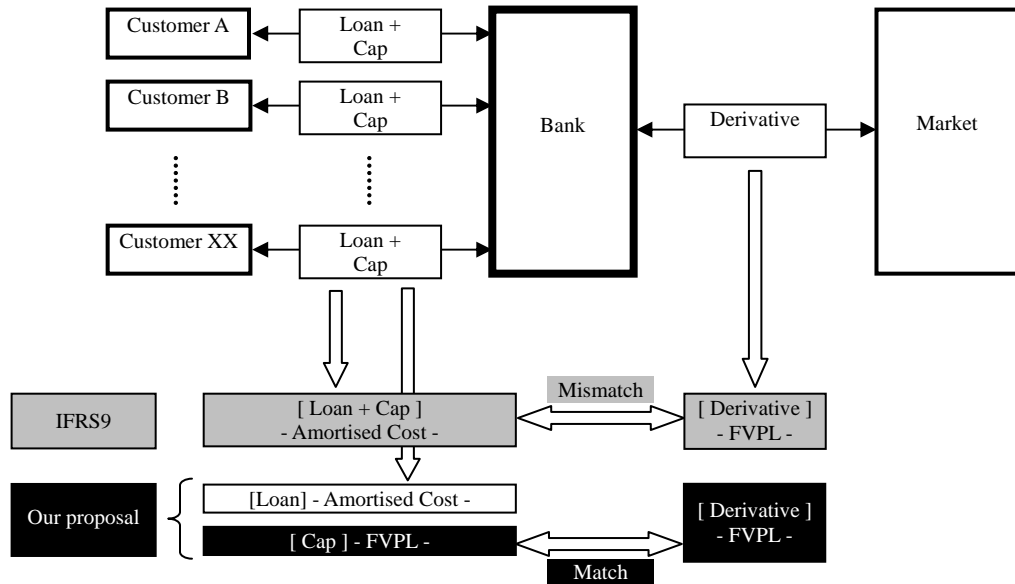 Customer A
Loan +
Cap
Customer B
Loan +
Cap
Bank
Derivative
Market
Customer XX
Loan +
Cap
Mismatch
IFRS9
[ Loan + Cap ]
- Amortised Cost -
[ Derivative ]
- FVPL -
Our proposal
[Loan] - Amortised Cost -
[ Cap ] - FVPL -
[ Derivative ]
- FVPL -
Match